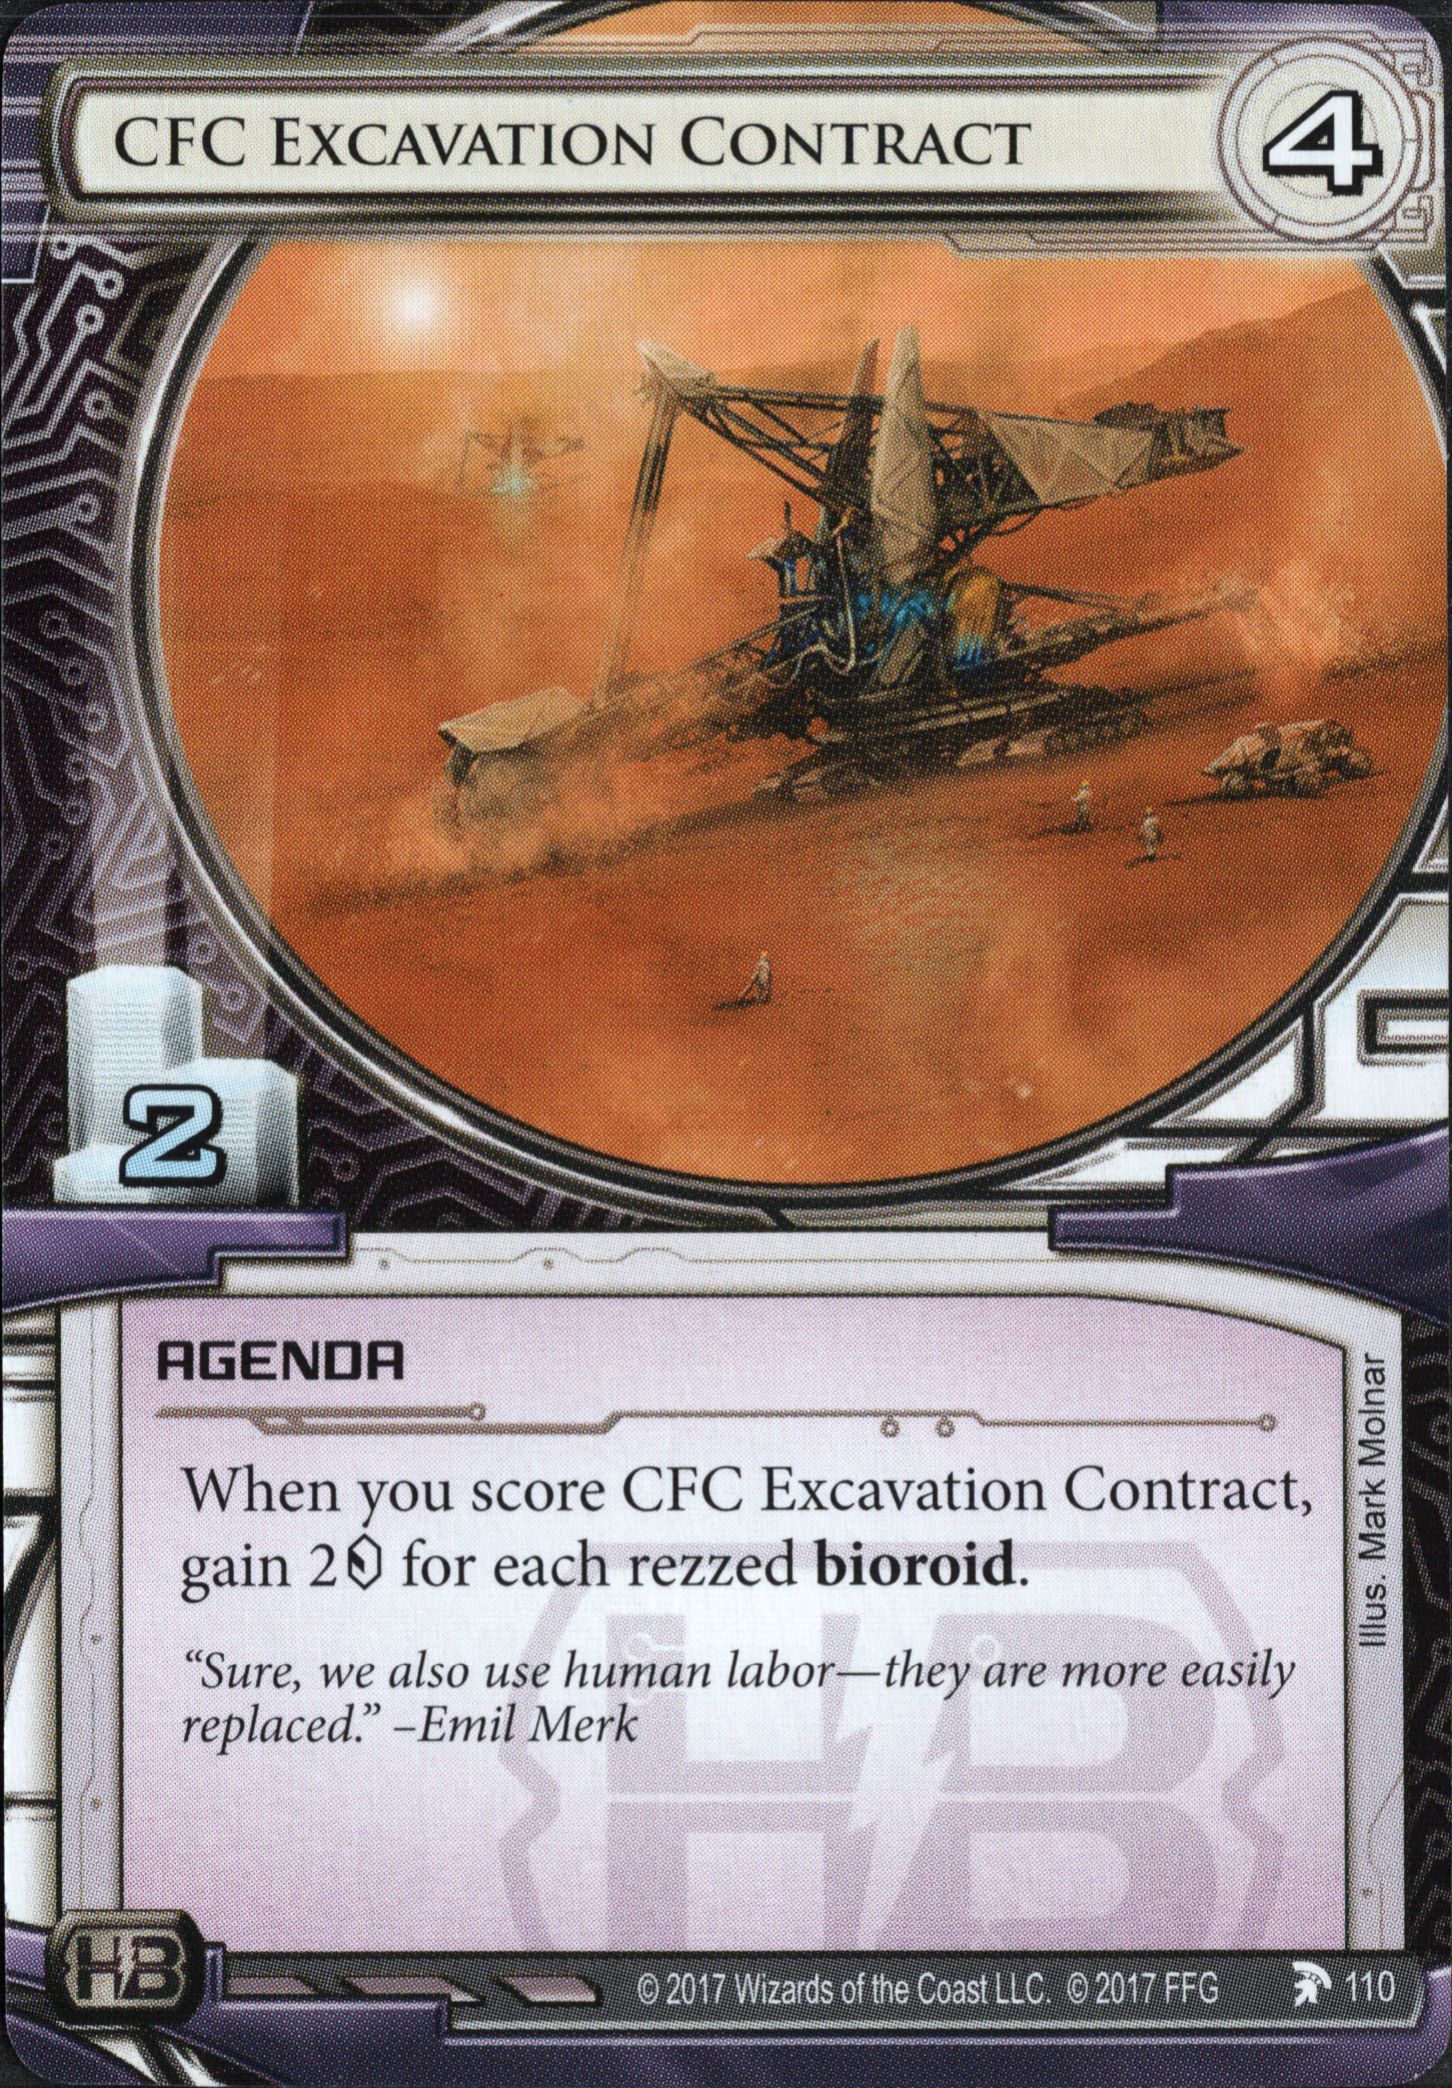 CFC Excavation Contract
4
2
AGENDA
When you score CFC Excavation Contract,
gain 2 for each rezzed bioroid.
“Sure, we also use human labor—they are more easily
replaced.” –Emil Merk
Illus. Mark Molnar
HB
HB
© 2017 Wizards of the Coast LLC. © 2017 FFG
110